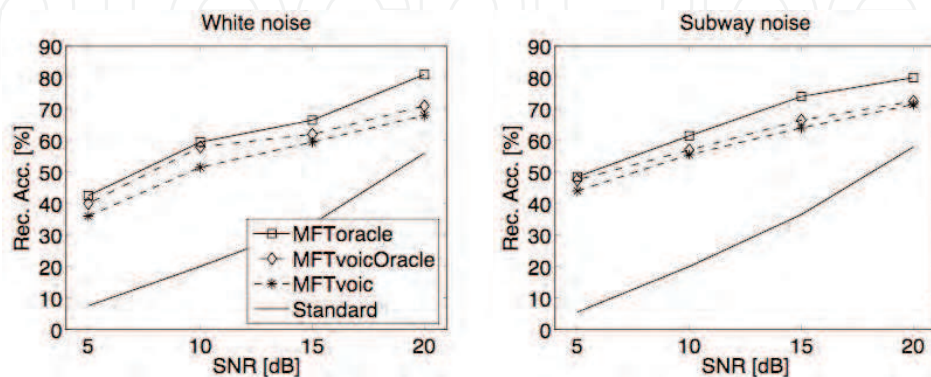 White noise
Rec. Acc. [%]
90
80
70
60
50
40
30
20
10
0
MFToracle
MFTvoicOracle
MFTvoic
Standard
5
10
15
20
SNR [dB]
Subway noise
Rec. Acc. [%]
90
80
70
60
50
40
30
20
10
0
5
10
15
20
SNR [dB]